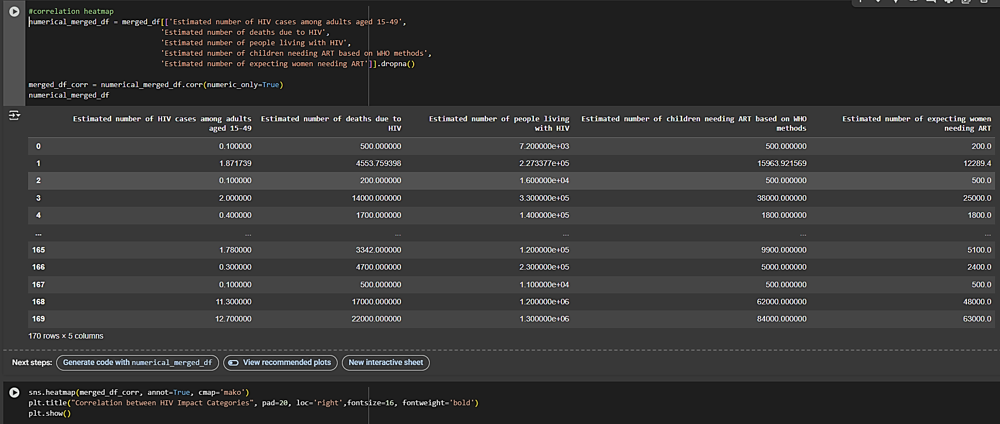 #correlation heatmap
numerical_merged_df = merged_df[['Estimated number of HIV cases among adults aged 15-49',
'Estimated number of deaths due to HIV',
'Estimated number of people living with HIV',
'Estimated number of children needing ART based on WHO methods',
'Estimated number of expecting women needing ART']].dropna()
merged_df_corr = numerical_merged_df.corr(numeric_only=True)
numerical_merged_df
Estimated number of HIV cases among adults aged 15-49 Estimated number of deaths due to HIV Estimated number of people living with HIV Estimated number of children needing ART based on WHO methods Estimated number of expecting women needing ART
0 0.100000 500.000000 7.200000e+03 500.000000 200.0
1 1.871739 4553.759398 2.273377e+05 15963.921569 12289.4
2 0.100000 200.000000 1.600000e+04 500.000000 500.0
3 2.000000 14000.000000 3.300000e+05 38000.000000 25000.0
4 0.400000 1700.000000 1.400000e+05 1800.000000 1800.0
... ... ... ... ... ...
165 1.780000 3342.000000 1.200000e+05 9900.000000 5100.0
166 0.300000 4700.000000 2.300000e+05 5000.000000 2400.0
167 0.100000 500.000000 1.100000e+04 500.000000 500.0
168 11.300000 17000.000000 1.200000e+06 62000.000000 48000.0
169 12.700000 22000.000000 1.300000e+06 84000.000000 63000.0
170 rows × 5 columns
Next steps: Generate code with numerical_merged_df View recommended plots New interactive sheet
sns.heatmap(merged_df_corr, annot=True, cmap='mako')
plt.title("Correlation between HIV Impact Categories", pad=20, loc='right',fontsize=16, fontweight='bold')
plt.show()